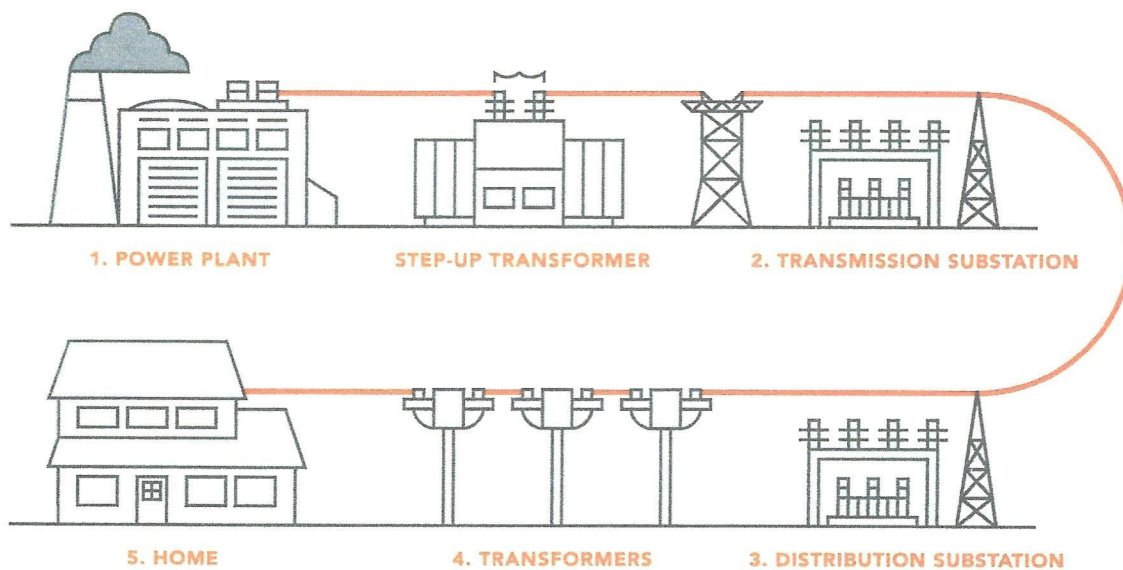 1. POWER PLANT
STEP-UP TRANSFORMER
2. TRANSMISSION SUBSTATION
5. HOME
4. TRANSFORMERS
3. DISTRIBUTION SUBSTATION